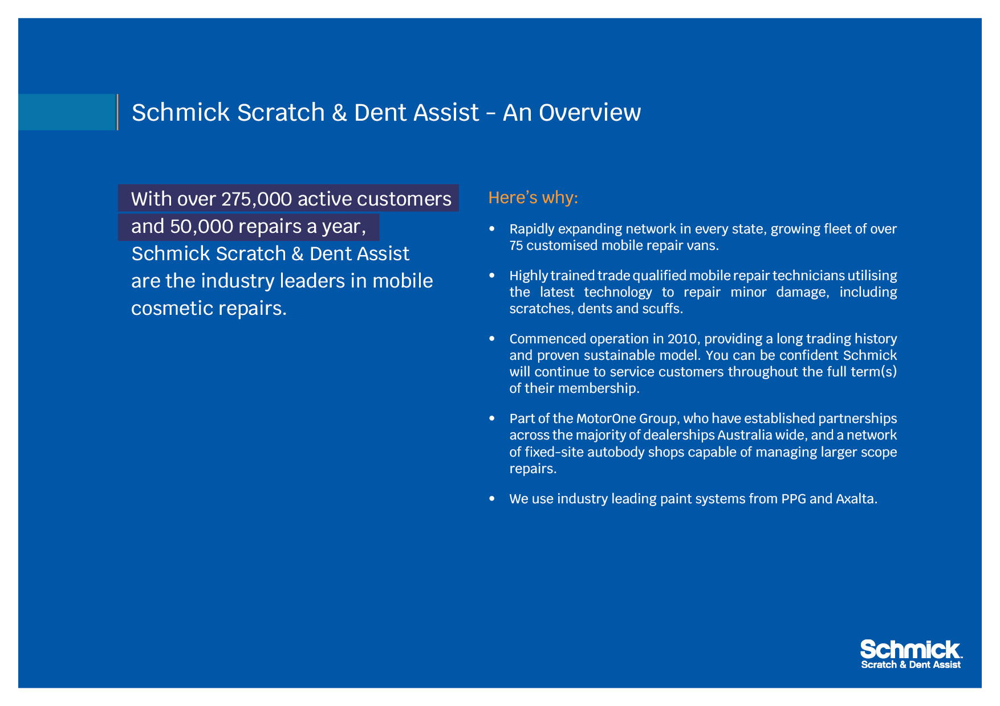 Schmick Scratch & Dent Assist - An Overview
With over 275,000 active customers
and 50,000 repairs a year,
Schmick Scratch & Dent Assist
are the industry leaders in mobile
cosmetic repairs.
Here’s why:
• Rapidly expanding network in every state, growing fleet of over
75 customised mobile repair vans.
• Highly trained trade qualified mobile repair technicians utilising
the latest technology to repair minor damage, including
scratches, dents and scuffs.
• Commenced operation in 2010, providing a long trading history
and proven sustainable model. You can be confident Schmick
will continue to service customers throughout the full term(s)
of their membership.
• Part of the MotorOne Group, who have established partnerships
across the majority of dealerships Australia wide, and a network
of fixed-site autobody shops capable of managing larger scope
repairs.
• We use industry leading paint systems from PPG and Axalta.
Schmick™
Scratch & Dent Assist